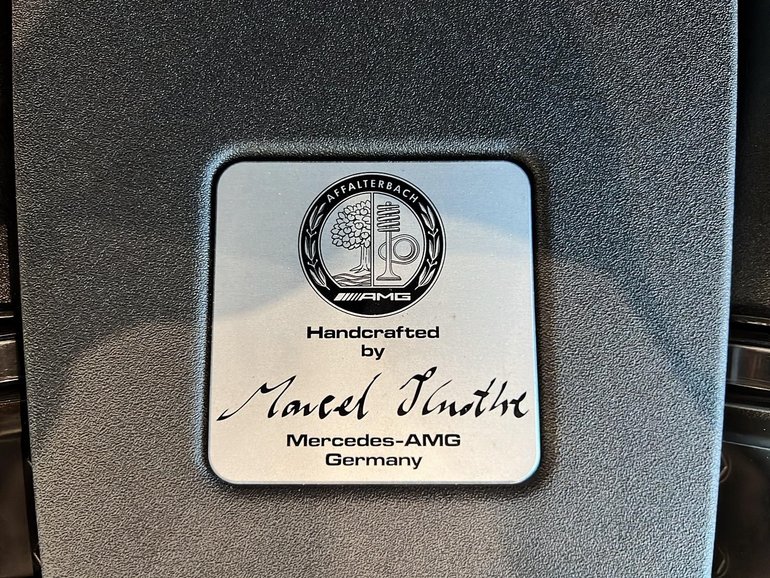 AFFALTERBACH
AMG
Handcrafted
by
Marcel
Mercedes-AMG
Germany